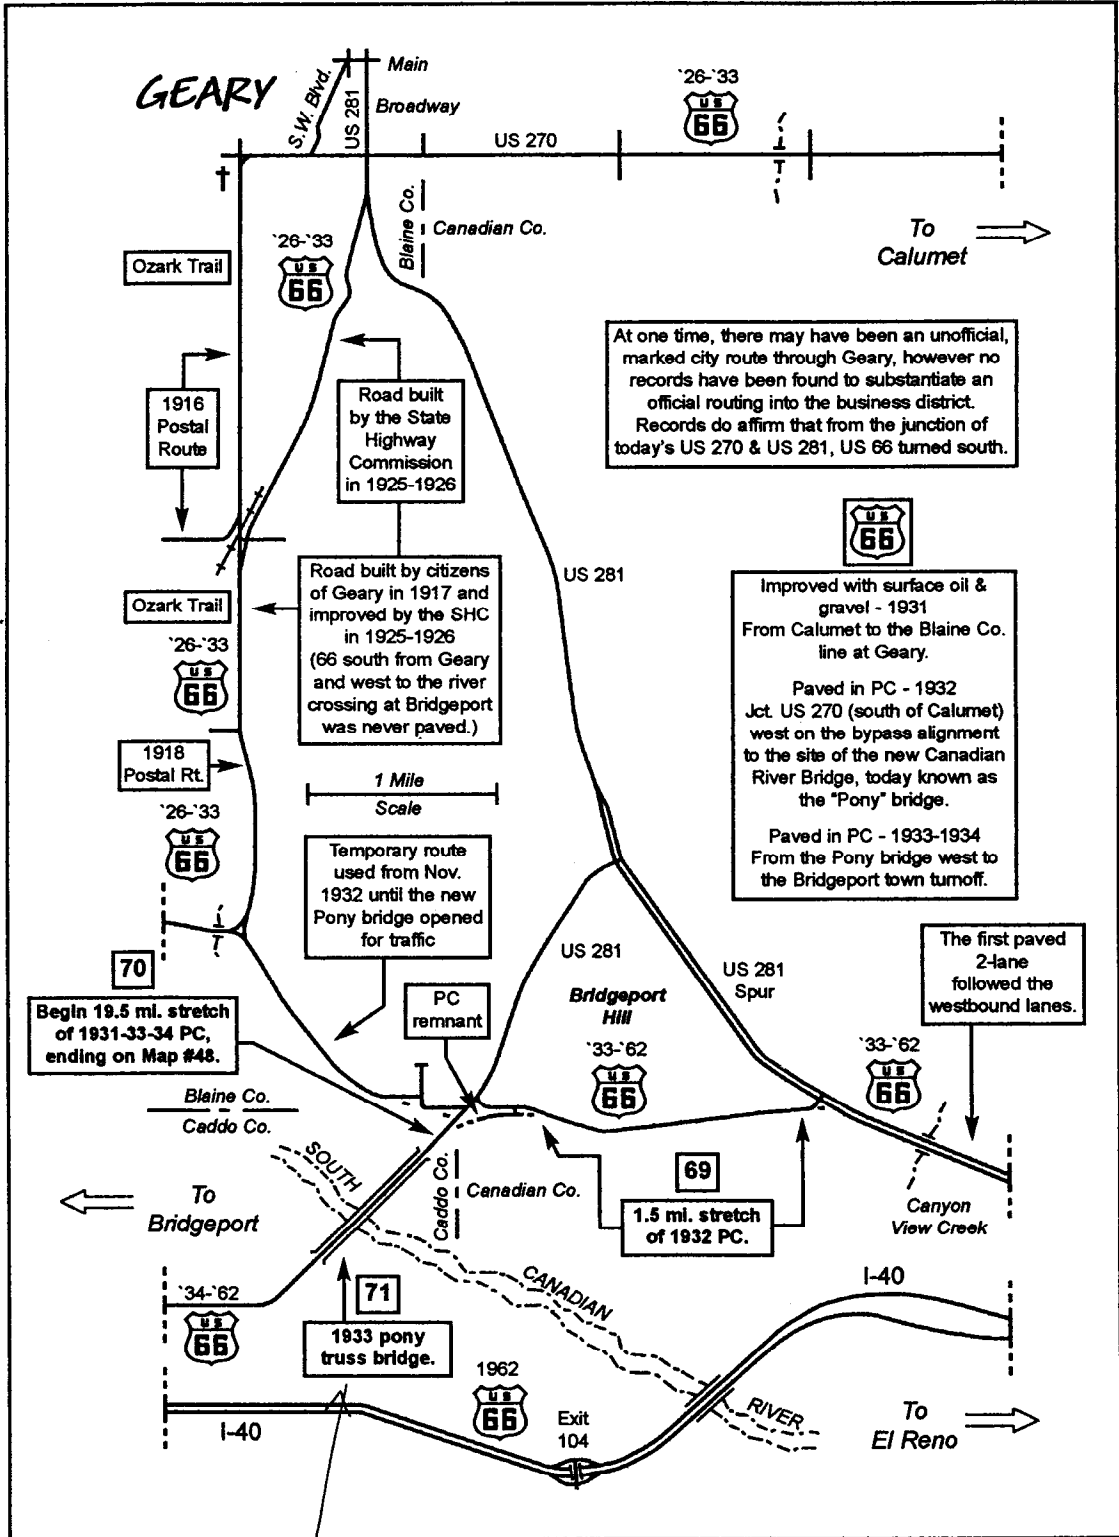 GEARY
S.W. Blvd.
US 281
Main
Broadway
US 270
'26-'33
US
66
Blaine Co.
Canadian Co.
To
Calumet
'26-'33
US
66
Ozark Trail
1916
Postal
Route
Road built
by the State
Highway
Commission
in 1925-1926
At one time, there may have been an unofficial,
marked city route through Geary, however no
records have been found to substantiate an
official routing into the business district.
Records do affirm that from the junction of
today's US 270 & US 281, US 66 turned south.
US
66
Improved with surface oil &
gravel - 1931
From Calumet to the Blaine Co.
line at Geary.
Paved in PC - 1932
Jct. US 270 (south of Calumet)
west on the bypass alignment
to the site of the new Canadian
River Bridge, today known as
the "Pony" bridge.
Paved in PC - 1933-1934
From the Pony bridge west to
the Bridgeport town turnoff.
US 281
Road built by citizens
of Geary in 1917 and
improved by the SHC
in 1925-1926
(66 south from Geary
and west to the river
crossing at Bridgeport
was never paved.)
Ozark Trail
'26-'33
US
66
1918
Postal Rt.
1 Mile
Scale
'26-'33
US
66
Temporary route
used from Nov.
1932 until the new
Pony bridge opened
for traffic
US 281
US 281
Spur
The first paved
2-lane
followed the
westbound lanes.
70
Begin 19.5 mi. stretch
of 1931-33-34 PC,
ending on Map #48.
PC
remnant
Bridgeport
Hill
'33-'62
US
66
'33-'62
US
66
Blaine Co.
Caddo Co.
SOUTH
Caddo Co.
Canadian Co.
69
1.5 mi. stretch
of 1932 PC.
Canyon
View Creek
To
Bridgeport
CANADIAN
I-40
'34-'62
US
66
71
1933 pony
truss bridge.
1962
US
66
Exit
104
RIVER
To
El Reno
I-40